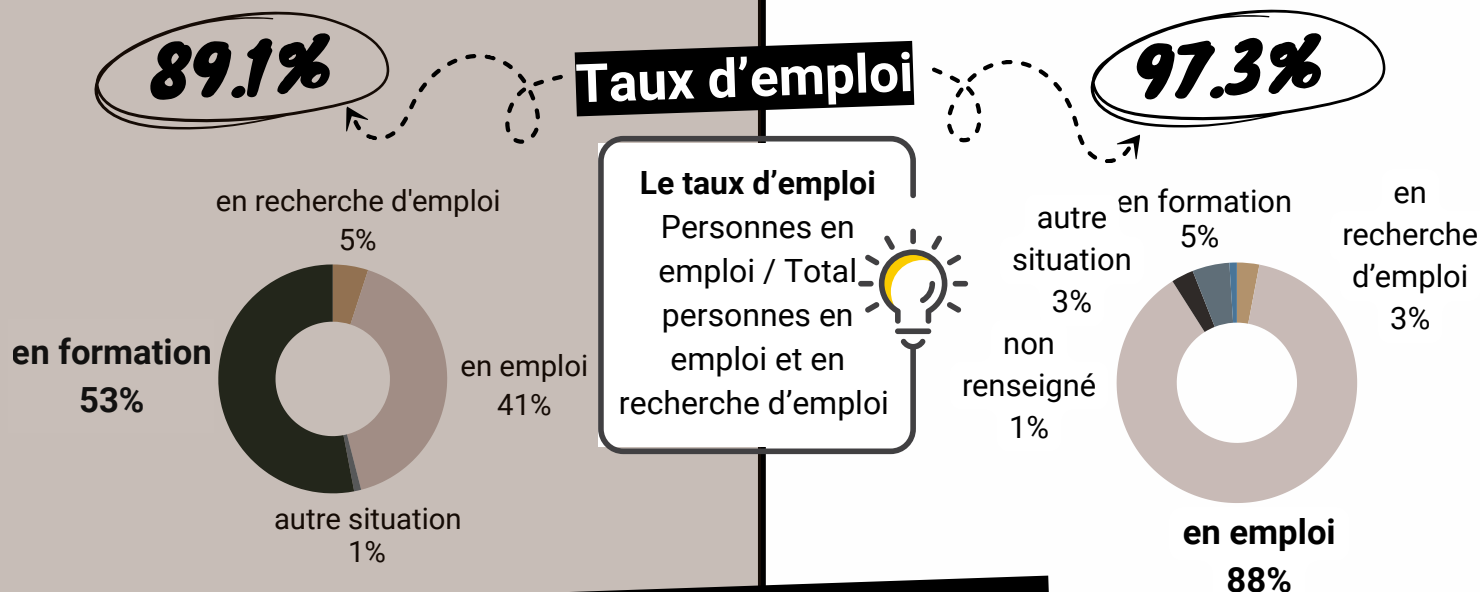 89.1%
Taux d’emploi
97.3%
en recherche d'emploi
5%
en formation
53%
en emploi
41%
autre situation
1%
Le taux d’emploi
Personnes en
emploi / Total
personnes en
emploi et en
recherche d’emploi
autre
situation
3%
en formation
5%
en
recherche
d’emploi
3%
non
renseigné
1%
en emploi
88%